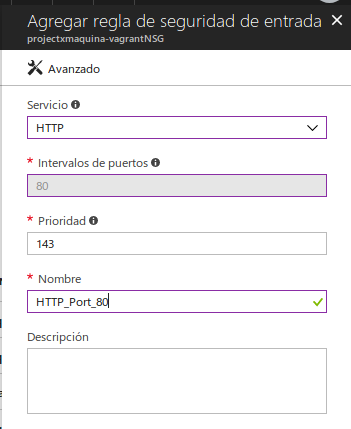 Agregar regla de seguridad de entrada
projectxmaquina-vagrantNSG
Avanzado
Servicio
HTTP
* Intervalos de puertos
80
* Prioridad
143
* Nombre
HTTP_Port_80
Descripción